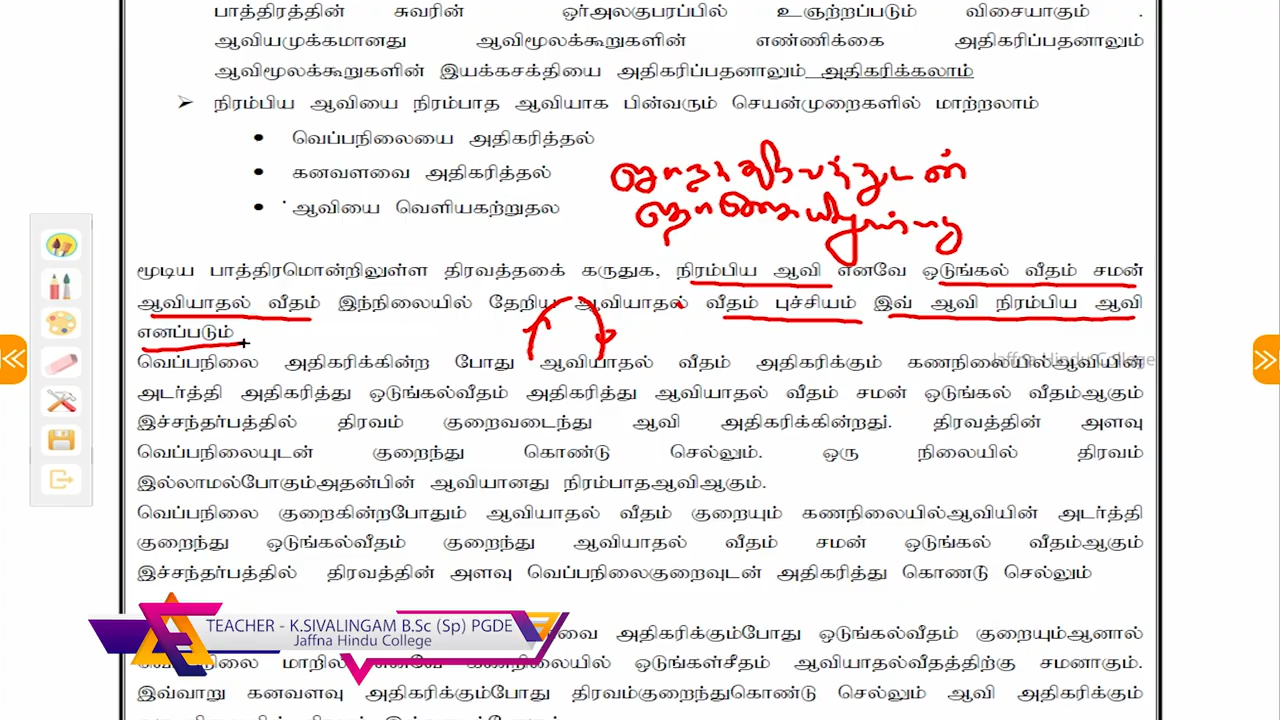 பாத்திரத்தின் சுவரின் ஓர்அலகுபரப்பில் உஞற்றப்படும் விசையாகும் .
ஆவியமுக்கமானது ஆவிமூலக்கூறுகளின் எண்ணிக்கை அதிகரிப்பதனாலும்
ஆவிமூலக்கூறுகளின் இயக்கசக்தியை அதிகரிப்பதனாலும் அதிகரிக்கலாம்
➢ நிரம்பிய ஆவியை நிரம்பாத ஆவியாக பின்வரும் செயன்முறைகளில் மாற்றலாம்
• வெப்பநிலையை அதிகரித்தல்
• கனவளவை அதிகரித்தல்
• ஆவியை வெளியகற்றுதல
மூடிய பாத்திரமொன்றிலுள்ள திரவத்தகை் கருதுக, நிரம்பிய ஆவி எனவே ஒடுங்கல் வீதம் சமன்
ஆவியாதல் வீதம் இந்நிலையில் தேறிய ஆவியாதல் வீதம் புச்சியம் இவ் ஆவி நிரம்பிய ஆவி
எனப்படும்
வெப்பநிலை அதிகரிக்கின்ற போது ஆவியாதல் வீதம் அதிகரிக்கும் கணநிலையில்ஆவியின்
Jaffna Hindu College
அடர்த்தி அதிகரித்து ஒடுங்கல்வீதம் அதிகரித்து ஆவியாதல் வீதம் சமன் ஒடுங்கல் வீதம்ஆகும்
இச்சந்தர்பத்தில் திரவம் குறைவடைந்து ஆவி அதிகரிக்கின்றது. திரவத்தின் அளவு
வெப்பநிலையுடன் குறைந்து கொண்டு செல்லும். ஒரு நிலையில் திரவம்
இல்லாமல்போகும்அதன்பின் ஆவியானது நிரம்பாதஆவிஆகும்.
வெப்பநிலை குறைகின்றபோதும் ஆவியாதல் வீதம் குறையும் கணநிலையில்ஆவியின் அடர்த்தி
குறைந்து ஒடுங்கல்வீதம் குறைந்து ஆவியாதல் வீதம் சமன் ஒடுங்கல் வீதம்ஆகும்
இச்சந்தர்பத்தில் திரவத்தின் அளவு வெப்பநிலைகுறைவுடன் அதிகரித்து கொணடு் செல்லும்
TEACHER - K.SIVALINGAM B.Sc (Sp) PGDE
Jaffna Hindu College
அதிகரிக்கும்போது ஒடுங்கல்வீதம் குறையும்ஆனால்
மாறில் எனவே கணநிலையில் ஒடுங்கள்சீதம் ஆவியாதல்வீதத்திற்கு சமனாகும்.
இவ்வாறு கனவளவு அதிகரிக்கும்போது திரவம்குறைந்துகொண்டு செல்லும் ஆவி அதிகரிக்கும்